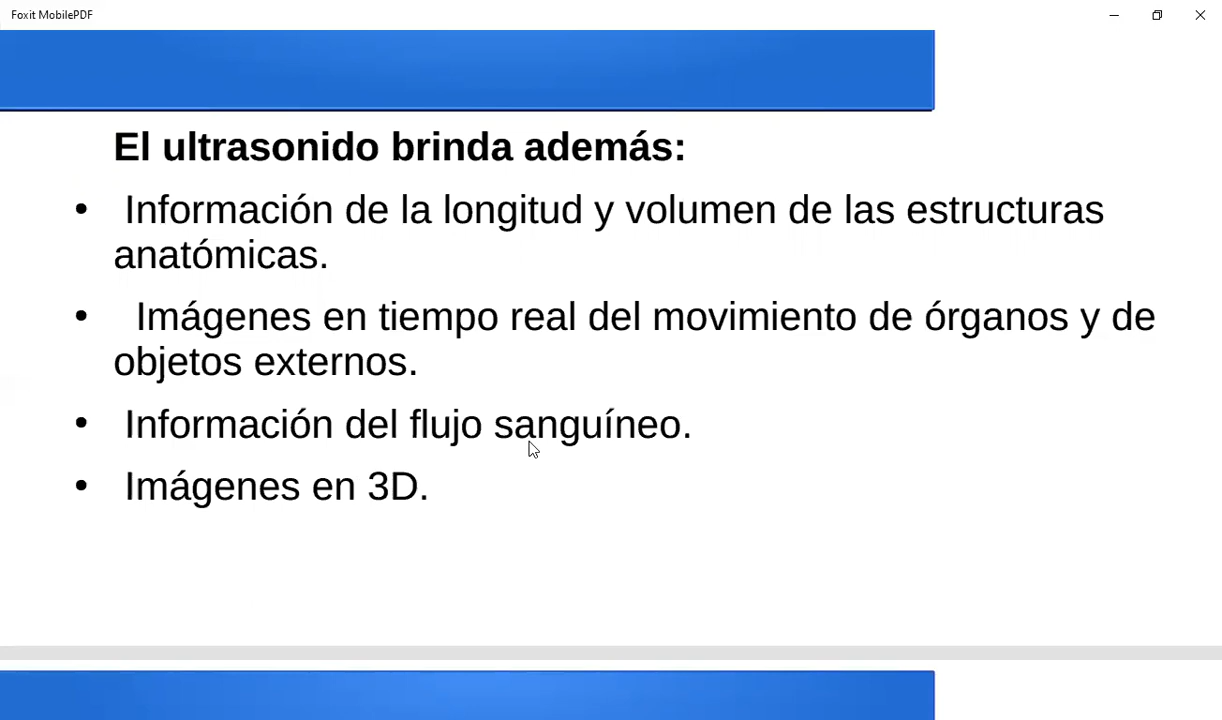 Foxit MobilePDF
El ultrasonido brinda además:
• Información de la longitud y volumen de las estructuras
anatómicas.
• Imágenes en tiempo real del movimiento de órganos y de
objetos externos.
• Información del flujo sanguíneo.
• Imágenes en 3D.